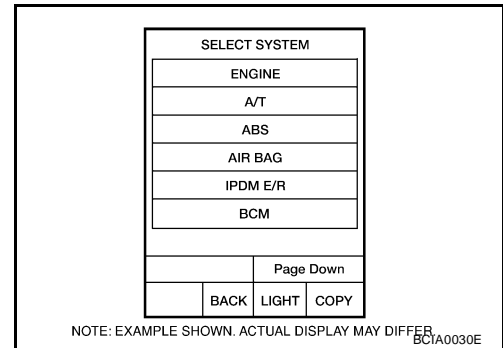 SELECT SYSTEM
ENGINE
A/T
ABS
AIR BAG
IPDM E/R
BCM
Page Down
BACK LIGHT COPY
NOTE: EXAMPLE SHOWN. ACTUAL DISPLAY MAY DIFFER.
BCIA0030E